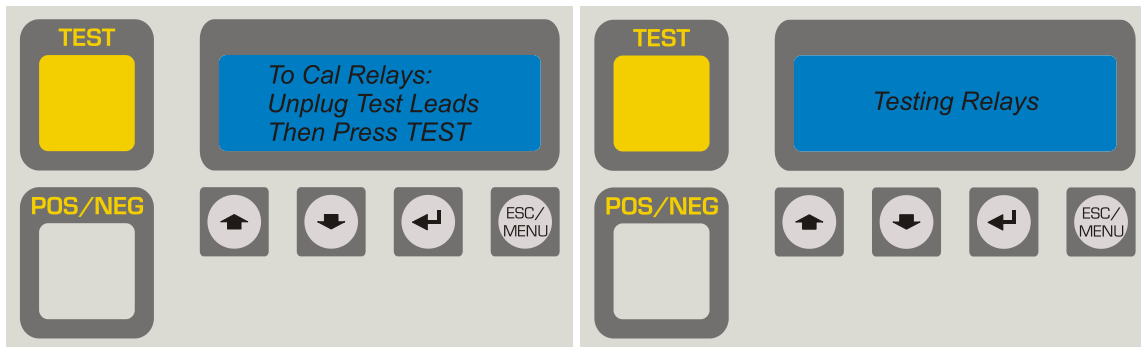 TEST
To Cal Relays:
Unplug Test Leads
Then Press TEST
POS/NEG
ESC/
MENU
TEST
Testing Relays
POS/NEG
ESC/
MENU